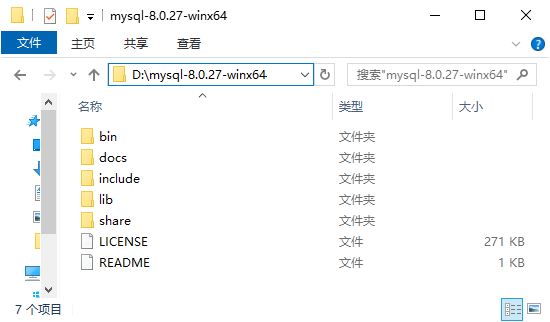 mysql-8.0.27-winx64
文件 主页 共享 查看
D:\mysql-8.0.27-winx64 搜索"mysql-8.0.27-winx64"
名称 类型 大小
bin 文件夹
docs 文件夹
include 文件夹
lib 文件夹
share 文件夹
LICENSE 文件 271 KB
README 文件 1 KB
7 个项目